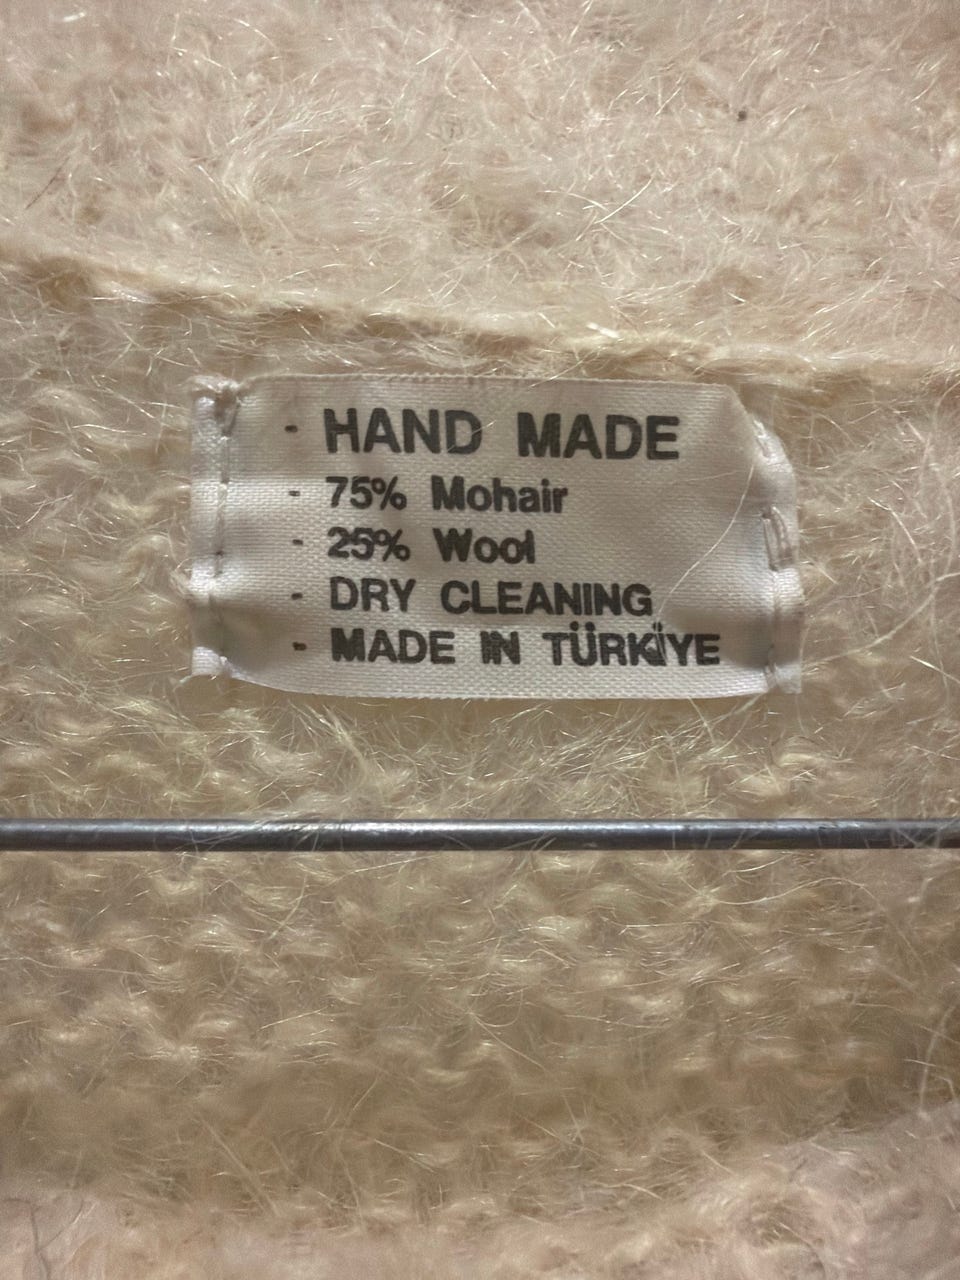 - HAND MADE
- 75% Mohair
- 25% Wool
- DRY CLEANING
- MADE IN TÜRKİYE